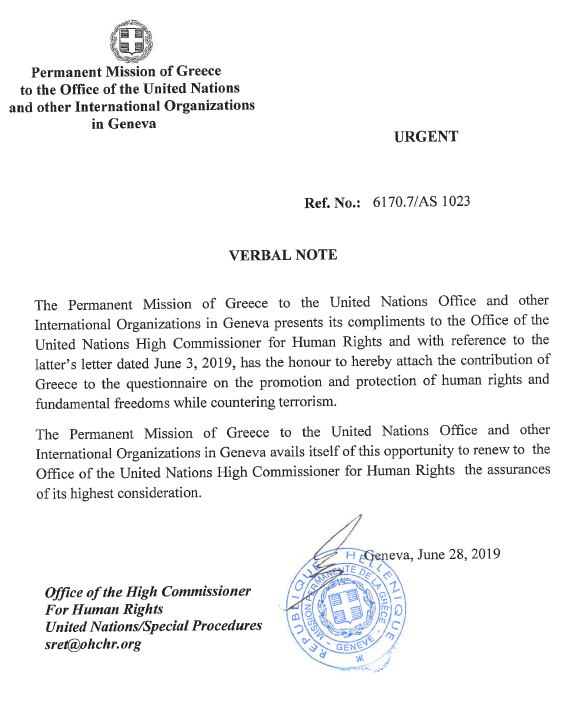 Permanent Mission of Greece
to the Office of the United Nations
and other International Organizations
in Geneva
URGENT
Ref. No.: 6170.7/AS 1023
VERBAL NOTE
The Permanent Mission of Greece to the United Nations Office and other
International Organizations in Geneva presents its compliments to the Office of the
United Nations High Commissioner for Human Rights and with reference to the
latter's letter dated June 3, 2019, has the honour to hereby attach the contribution of
Greece to the questionnaire on the promotion and protection of human rights and
fundamental freedoms while countering terrorism.
The Permanent Mission of Greece to the United Nations Office and other
International Organizations in Geneva avails itself of this opportunity to renew to the
Office of the United Nations High Commissioner for Human Rights the assurances
of its highest consideration.
Geneva, June 28, 2019
Office of the High Commissioner
For Human Rights
United Nations/Special Procedures
sret@ohchr.org
REPUBLIQUE HELLENIQUE
MISSION PERMANENTE DE LA GRÈCE
- GENÈVE -